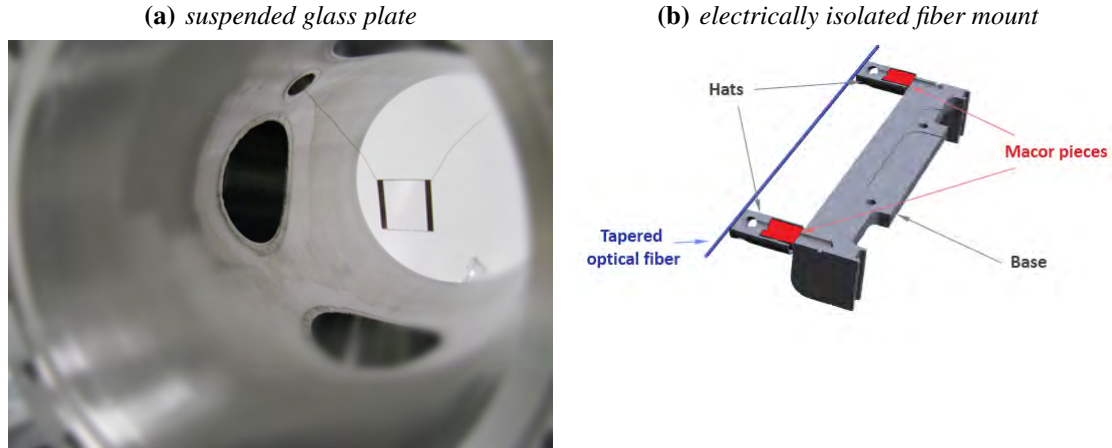 (a) suspended glass plate
(b) electrically isolated fiber mount
Hats
Macor pieces
Tapered
optical fiber
Base